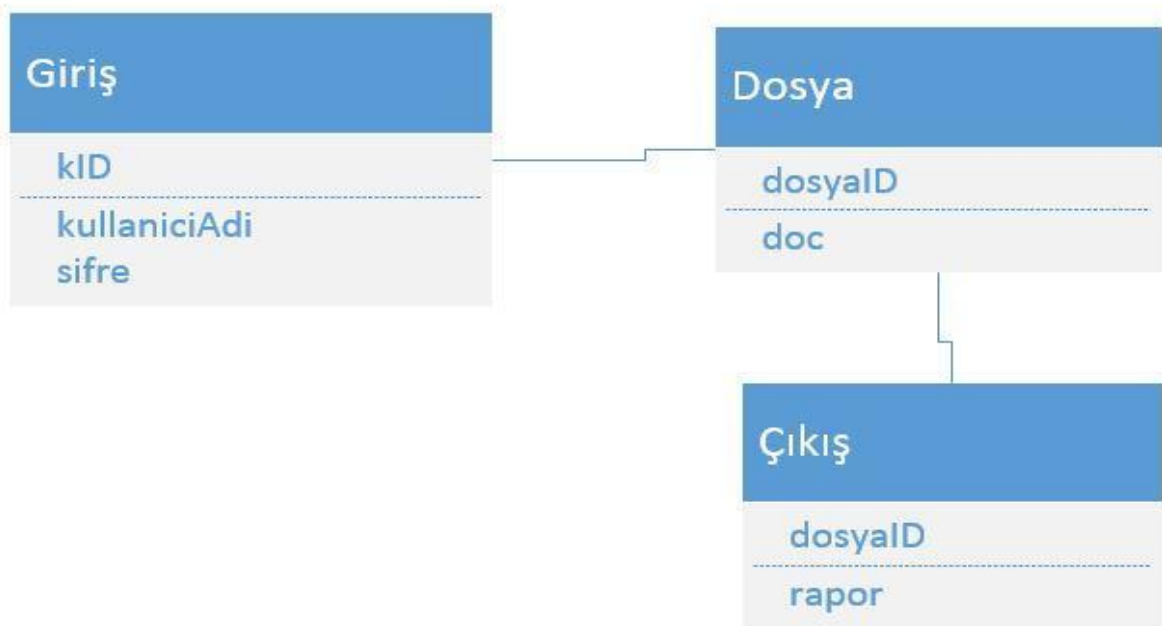 Giriş
kID
kullaniciAdi
sifre
Dosya
dosyaID
doc
Çıkış
dosyaID
rapor